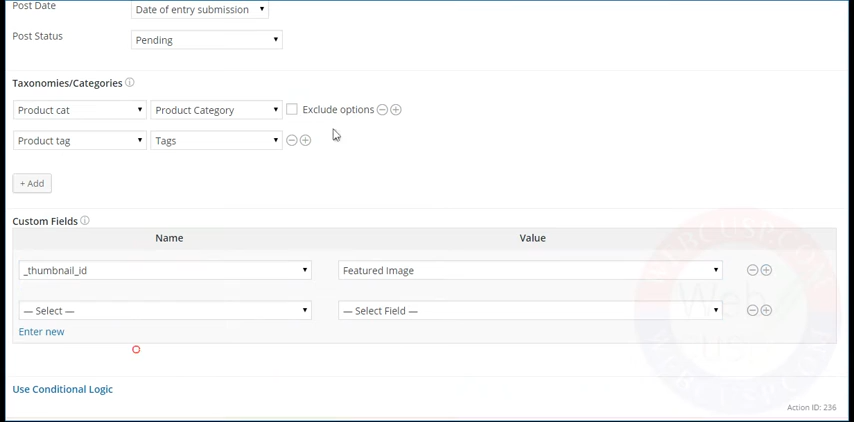 Post Date Date of entry submission
Post Status Pending
Taxonomies/Categories
Product cat Product Category Exclude options
Product tag Tags
+ Add
Custom Fields
Name Value
_thumbnail_id Featured Image
— Select — — Select Field —
Enter new
Use Conditional Logic
Action ID: 236